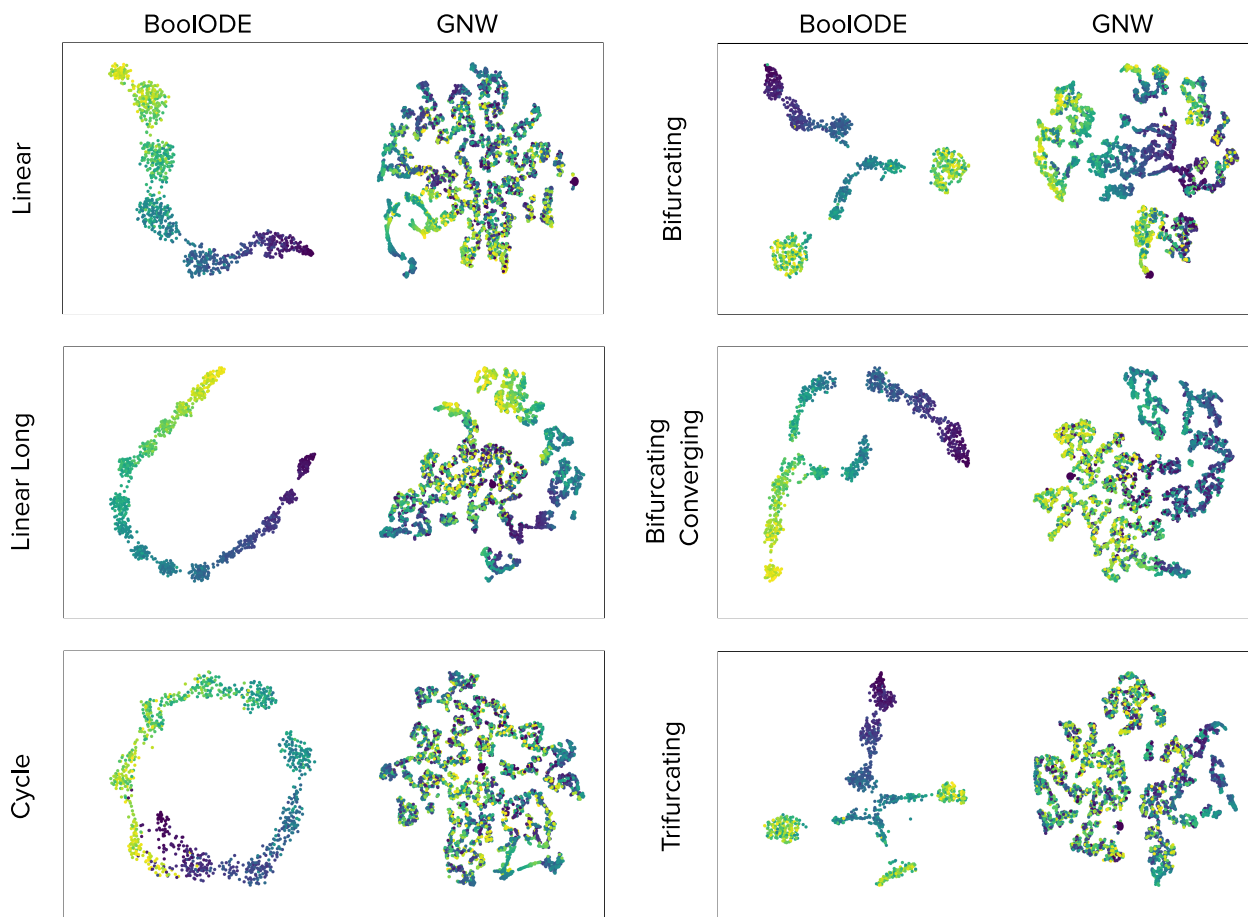 BoolODE GNW
BoolODE GNW
Linear
Bifurcating
Linear Long
Bifurcating
Converging
Cycle
Trifurcating